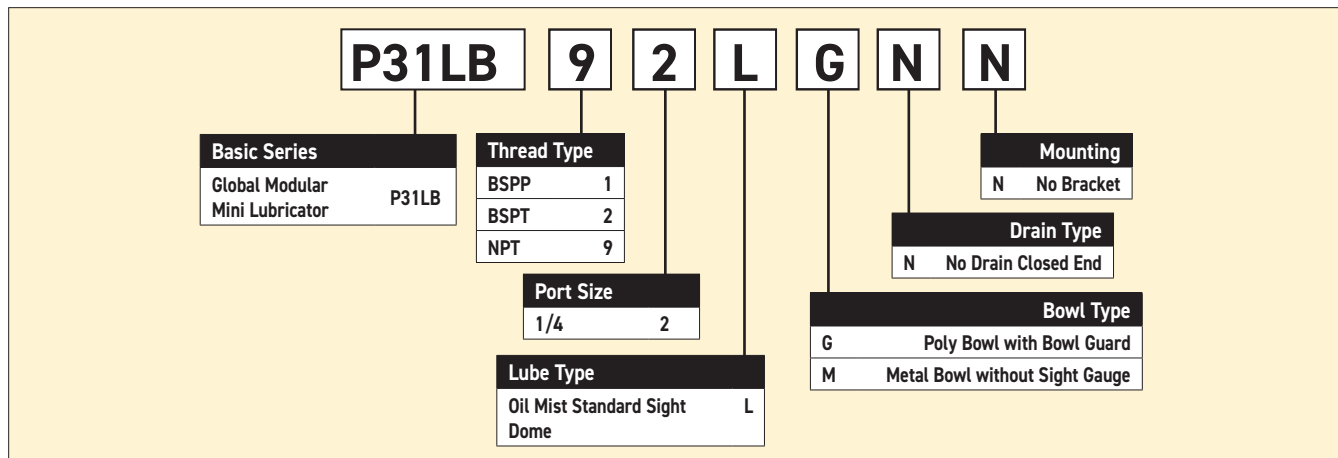 P31LB 9 2 L G N N
Basic Series
Global Modular
Mini Lubricator
P31LB
Thread Type
BSPP 1
BSPT 2
NPT 9
Mounting
N No Bracket
Drain Type
N No Drain Closed End
Port Size
1/4 2
Bowl Type
G Poly Bowl with Bowl Guard
M Metal Bowl without Sight Gauge
Lube Type
Oil Mist Standard Sight L
Dome